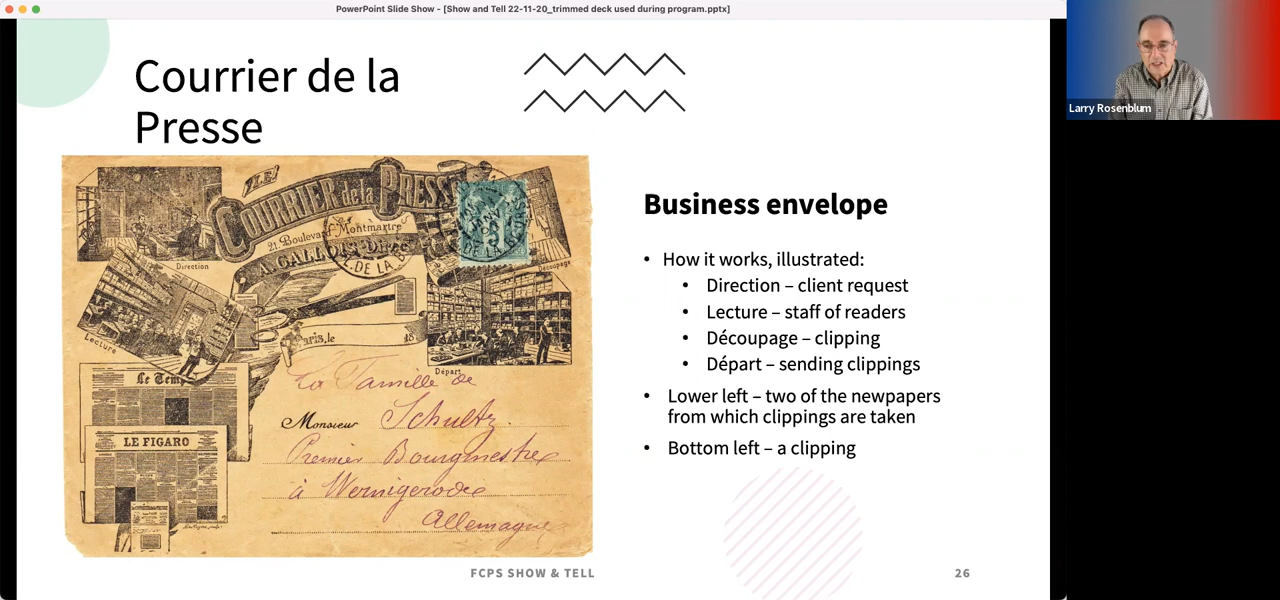 PowerPoint Slide Show - [Show and Tell 22-11-20_trimmed deck used during program.pptx]
Larry Rosenblum
Courrier de la
Presse
LE
COURRIER de la PRESSE
21. Boulevard Montmartre
A. GALLOIS Direc
Direction
Découpage
Lecture
Paris, le 18
Départ
Le Temp
LE FIGARO
La Famille de
Monsieur Schultz
Premier Bourgmestre
à Wernigerode
Allemagne
Business envelope
• How it works, illustrated:
• Direction – client request
• Lecture – staff of readers
• Découpage – clipping
• Départ – sending clippings
• Lower left – two of the newpapers
from which clippings are taken
• Bottom left – a clipping
FCPS SHOW & TELL
26